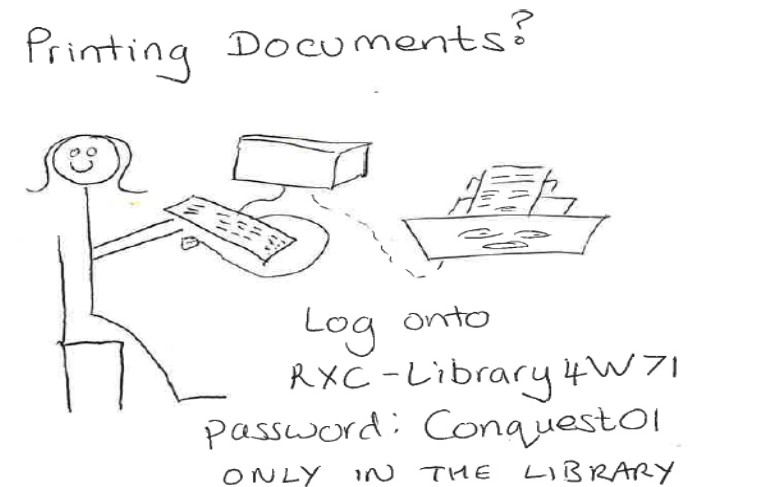 Printing Documents?
Log onto
RXC-Library4W71
password: Conquest01
ONLY IN THE LIBRARY